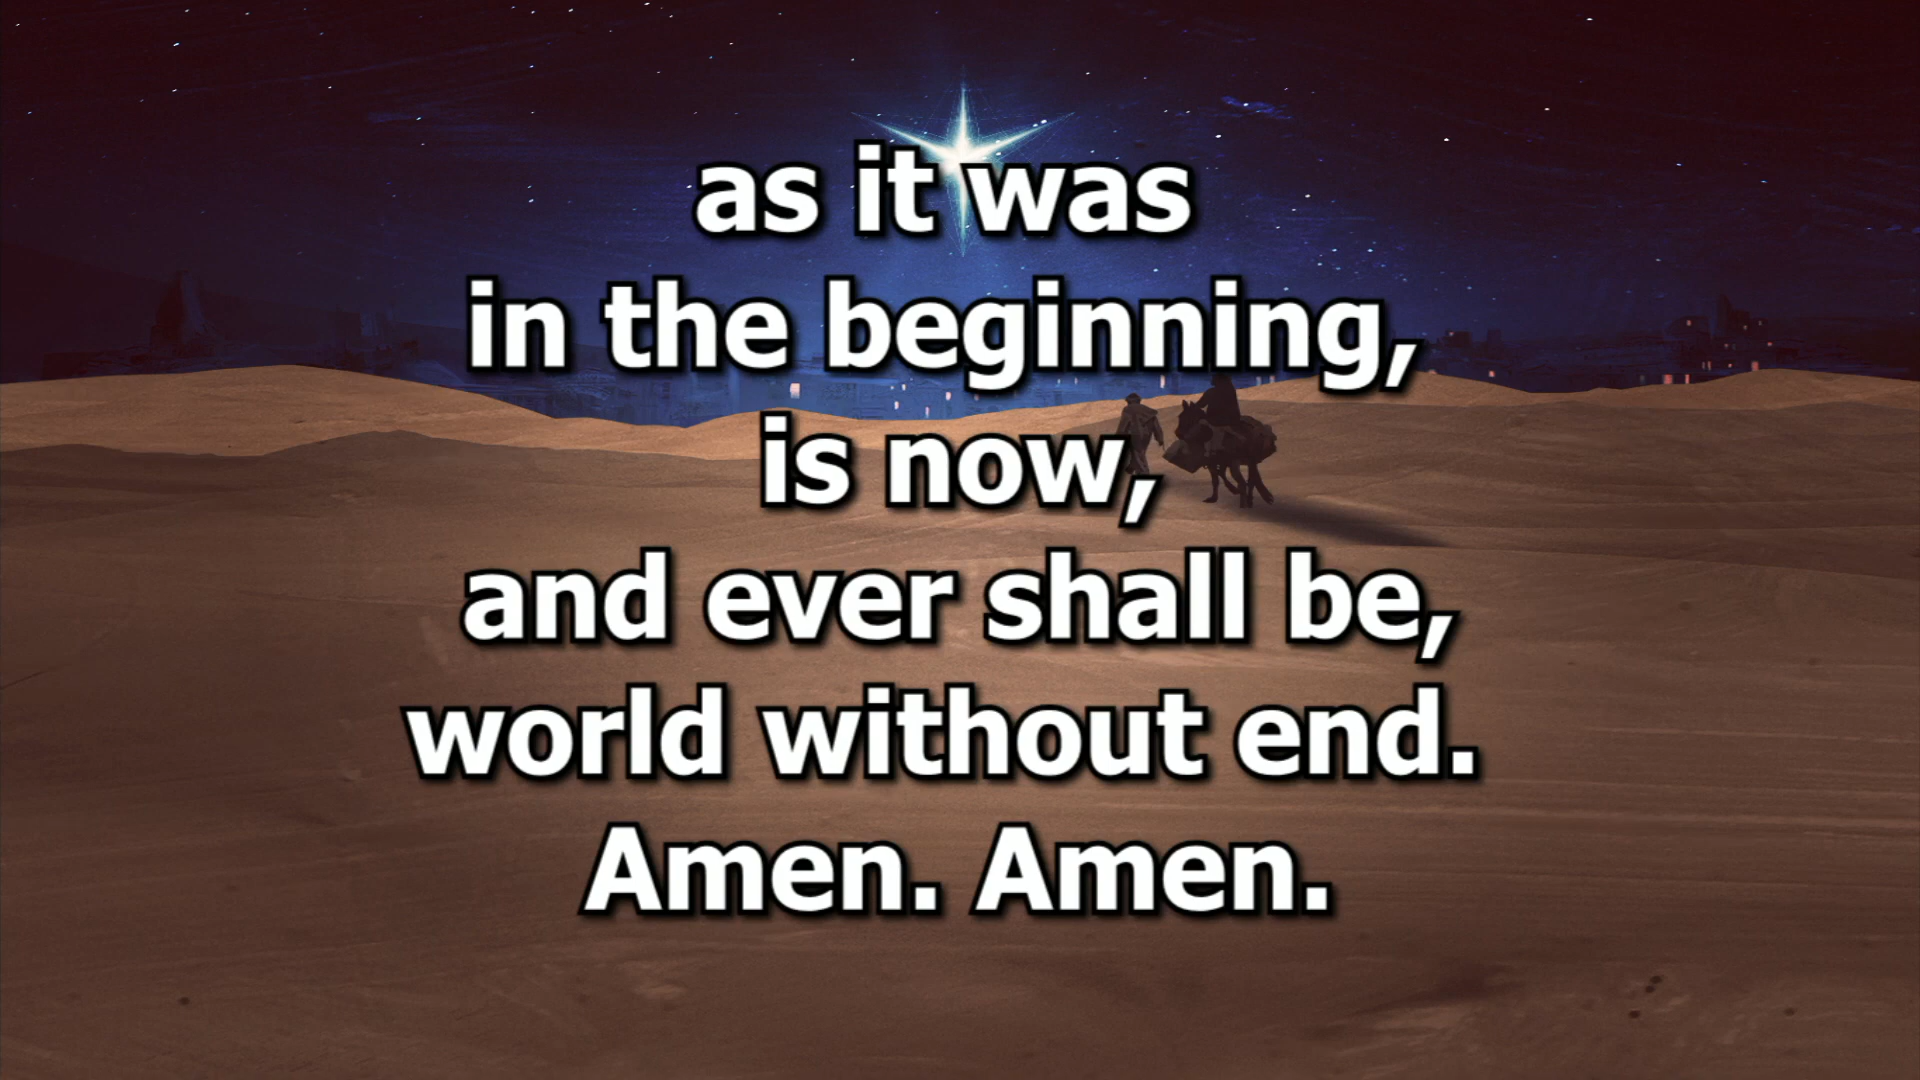 as it was
in the beginning,
is now,
and ever shall be,
world without end.
Amen. Amen.